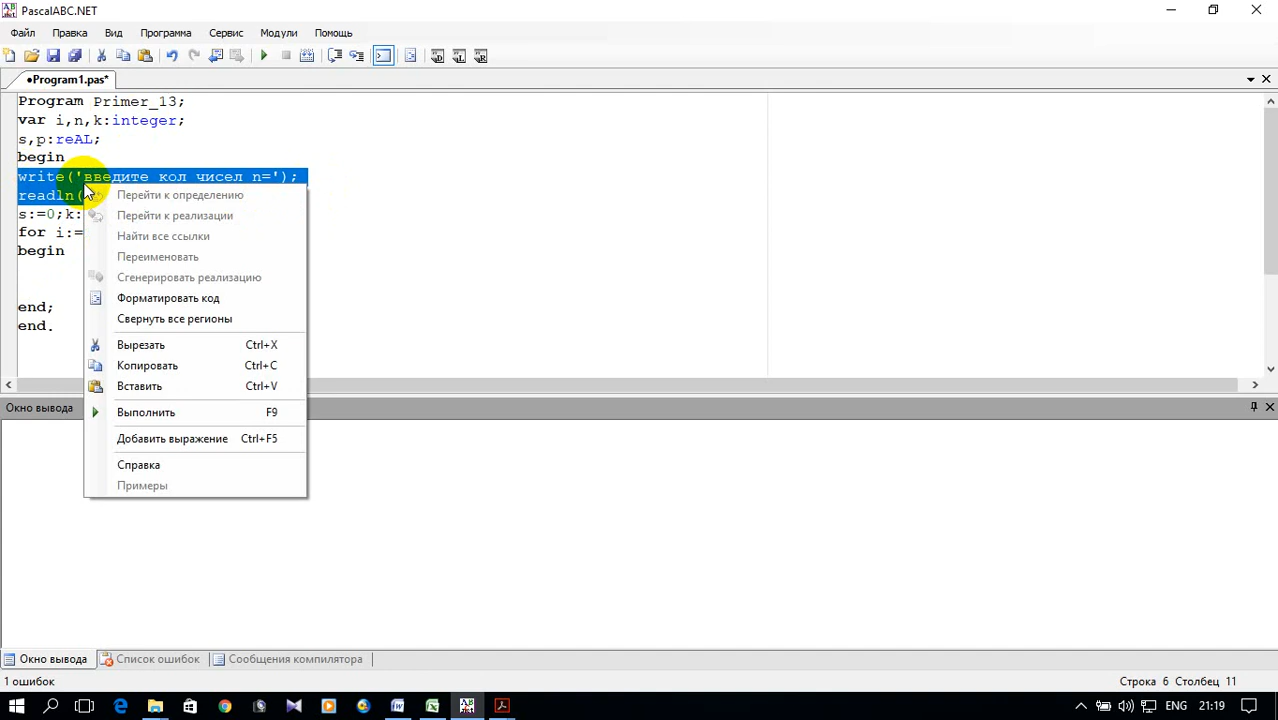 PascalABC.NET
Файл Правка Вид Программа Сервис Модули Помощь
•Program1.pas*
Program Primer_13;
var i,n,k:integer;
s,p:reAL;
begin
write('введите кол чисел n=');
readln(
s:=0;k:
for i:=
begin
end;
end.
Перейти к определению
Перейти к реализации
Найти все ссылки
Переименовать
Сгенерировать реализацию
Форматировать код
Свернуть все регионы
Вырезать Ctrl+X
Копировать Ctrl+C
Вставить Ctrl+V
Выполнить F9
Добавить выражение Ctrl+F5
Справка
Примеры
Окно вывода
Окно вывода Список ошибок Сообщения компилятора
1 ошибок Строка 6 Столбец 11
ENG 21:19